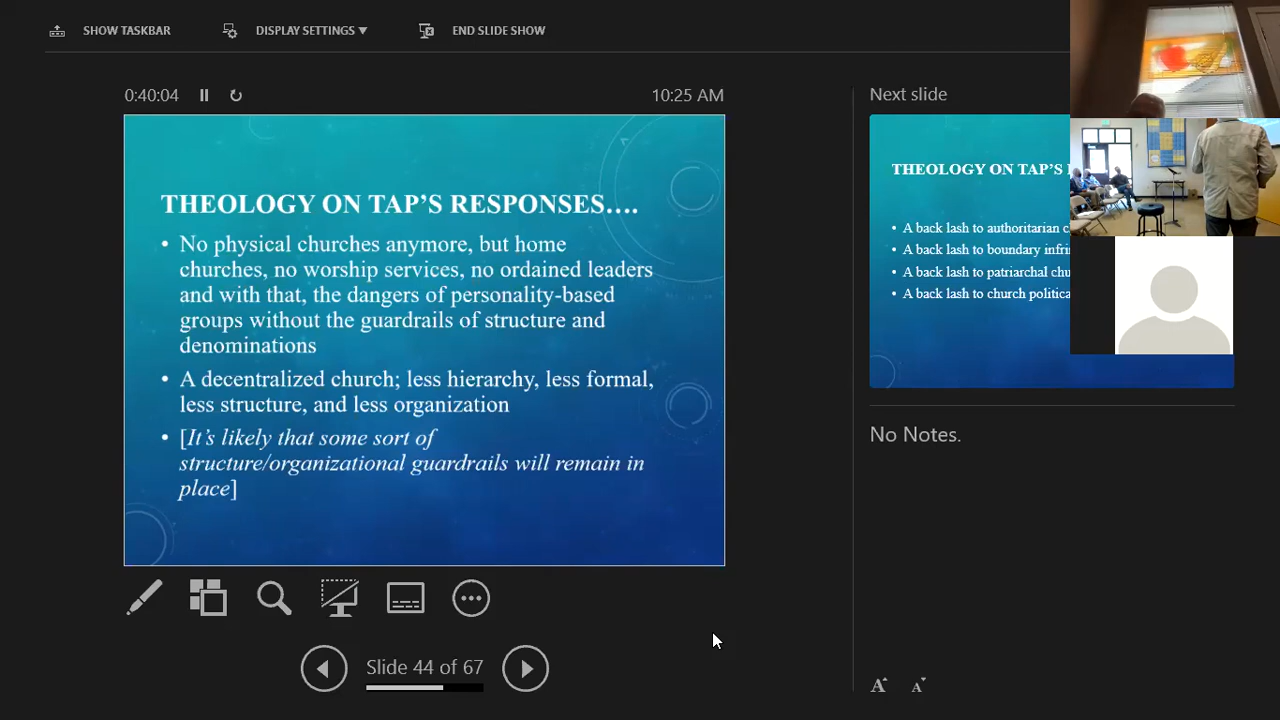 SHOW TASKBAR
DISPLAY SETTINGS
END SLIDE SHOW
0:40:04
10:25 AM
THEOLOGY ON TAP’S RESPONSES….
• No physical churches anymore, but home
churches, no worship services, no ordained leaders
and with that, the dangers of personality-based
groups without the guardrails of structure and
denominations
• A decentralized church; less hierarchy, less formal,
less structure, and less organization
• [It’s likely that some sort of
structure/organizational guardrails will remain in
place]
Slide 44 of 67
Next slide
THEOLOGY ON TAP’S
• A back lash to authoritarian
• A back lash to boundary
• A back lash to patriarchal
• A back lash to church
No Notes.
A A